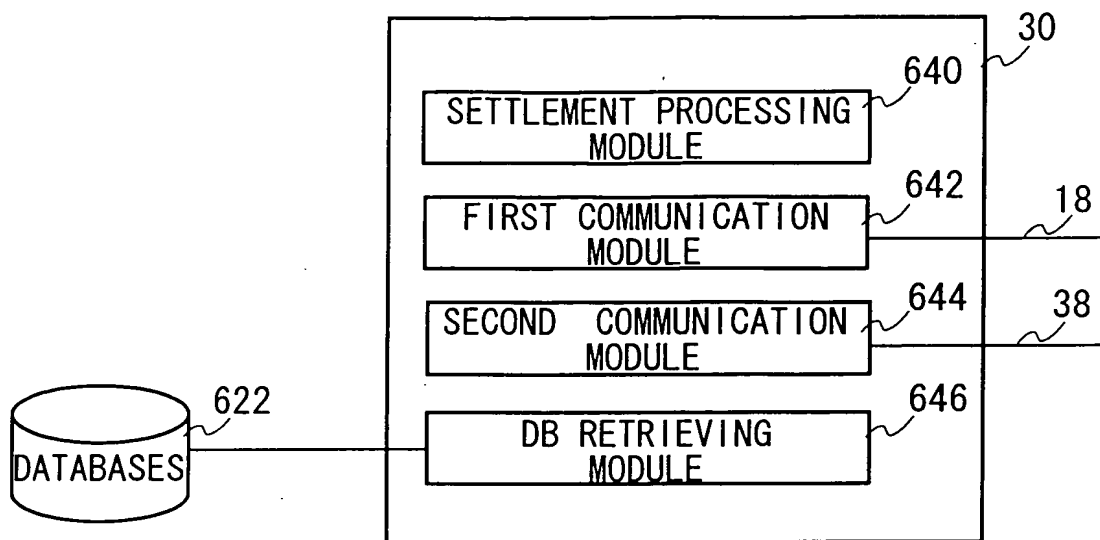 30
640
SETTLEMENT PROCESSING
MODULE
642
FIRST COMMUNICATION
MODULE
18
644
SECOND COMMUNICATION
MODULE
38
622
DATABASES
646
DB RETRIEVING
MODULE